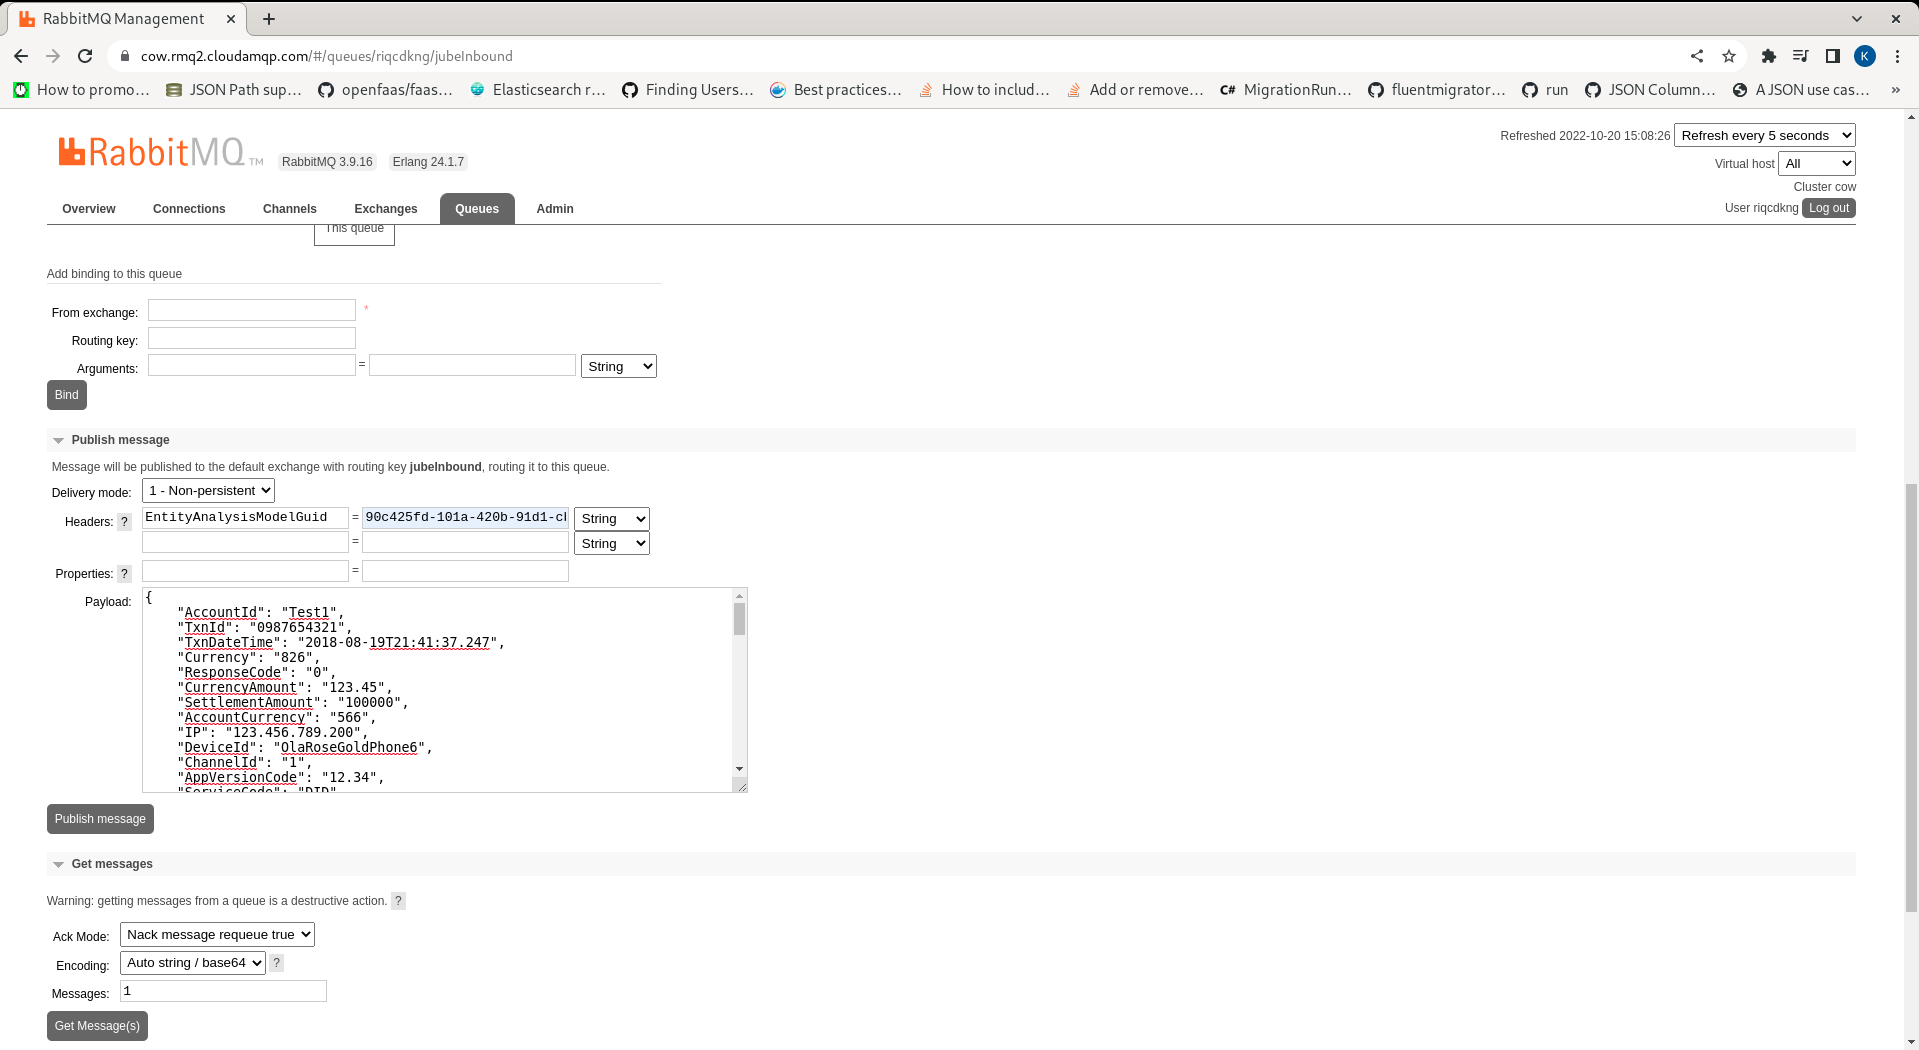 RabbitMQ Management
cow.rmq2.cloudamqp.com/#/queues/riqcdkng/jubeInbound
K
How to promo…
JSON Path sup…
openfaas/faas…
Elasticsearch r…
Finding Users…
Best practices…
How to includ…
Add or remove…
C# MigrationRun…
fluentmigrator…
run
JSON Column…
A JSON use cas…
»
RabbitMQ TM
RabbitMQ 3.9.16
Erlang 24.1.7
Refreshed 2022-10-20 15:08:26
Refresh every 5 seconds
Virtual host
All
Cluster cow
User riqcdkng
Log out
Overview
Connections
Channels
Exchanges
Queues
Admin
This queue
Add binding to this queue
From exchange:
*
Routing key:
Arguments:
=
String
Bind
Publish message
Message will be published to the default exchange with routing key jubeInbound, routing it to this queue.
Delivery mode:
1 - Non-persistent
Headers: ?
EntityAnalysisModelGuid
=
90c425fd-101a-420b-91d1-cl
String
=
String
Properties: ?
=
Payload:
{
"AccountId": "Test1",
"TxnId": "0987654321",
"TxnDateTime": "2018-08-19T21:41:37.247",
"Currency": "826",
"ResponseCode": "0",
"CurrencyAmount": "123.45",
"SettlementAmount": "100000",
"AccountCurrency": "566",
"IP": "123.456.789.200",
"DeviceId": "OlaRoseGoldPhone6",
"ChannelId": "1",
"AppVersionCode": "12.34",
"ServiceCode": "DID"
Publish message
Get messages
Warning: getting messages from a queue is a destructive action. ?
Ack Mode:
Nack message requeue true
Encoding:
Auto string / base64
?
Messages:
1
Get Message(s)